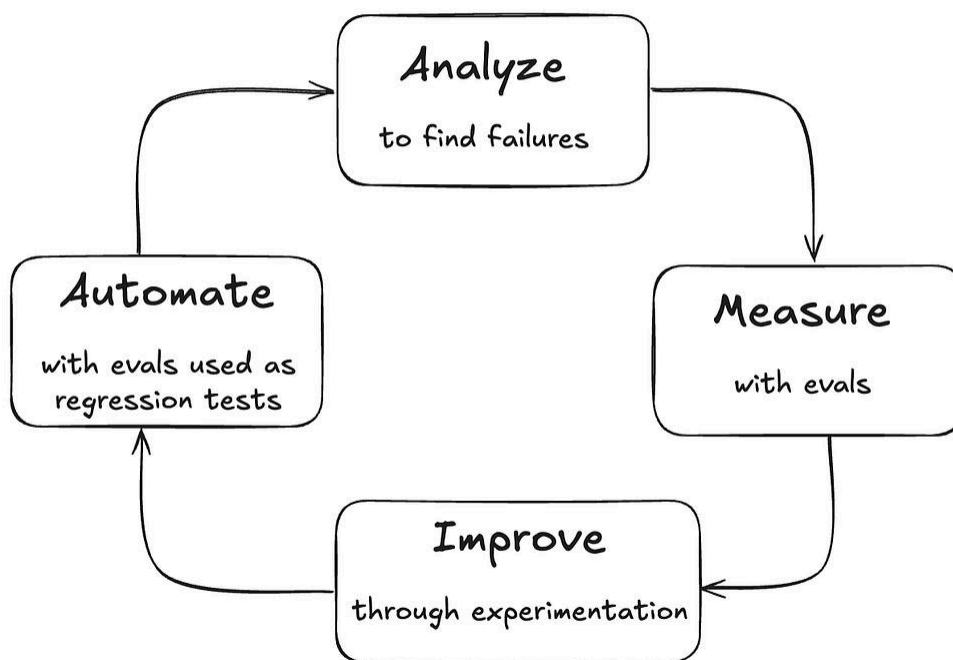 Analyze
to find failures
Measure
with evals
Improve
through experimentation
Automate
with evals used as
regression tests